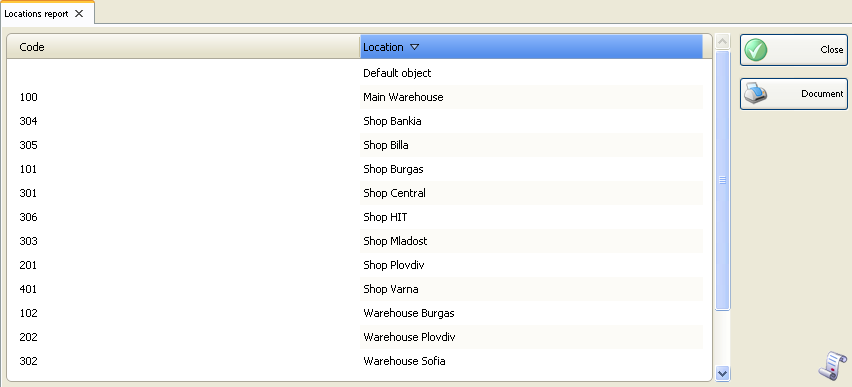 Locations report
Code Location
Close
Default object
100 Main Warehouse
Document
304 Shop Bankia
305 Shop Billa
101 Shop Burgas
301 Shop Central
306 Shop HIT
303 Shop Mladost
201 Shop Plovdiv
401 Shop Varna
102 Warehouse Burgas
202 Warehouse Plovdiv
302 Warehouse Sofia